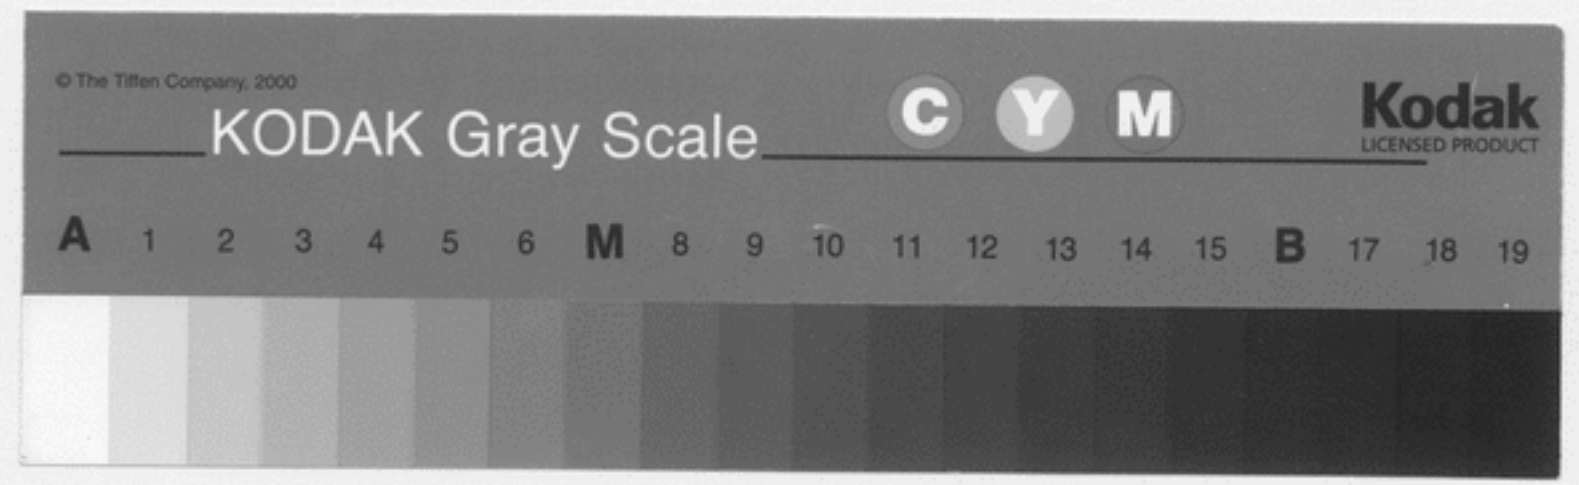 © The Tiffen Company, 2000
KODAK Gray Scale
C Y M
Kodak
LICENSED PRODUCT
A 1 2 3 4 5 6 M 8 9 10 11 12 13 14 15 B 17 18 19